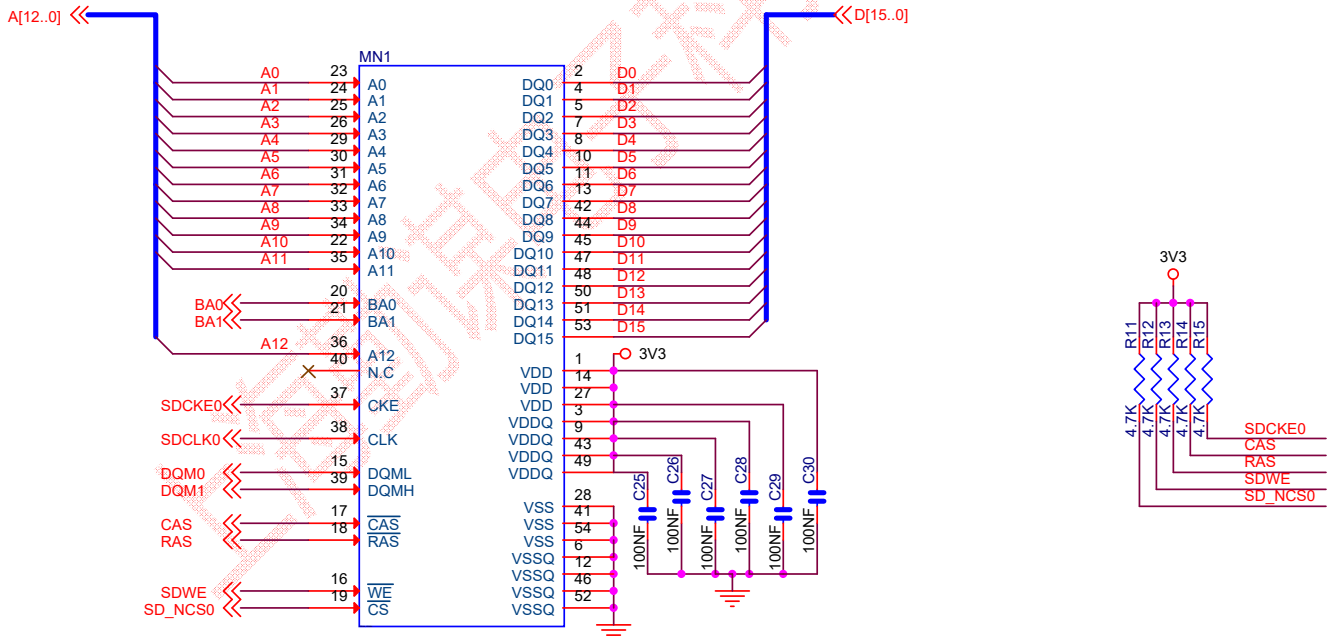 A[12..0]
D[15..0]
MN1
A0 23 A0 DQ0 2 D0
A1 24 A1 DQ1 4 D1
A2 25 A2 DQ2 5 D2
A3 26 A3 DQ3 7 D3
A4 29 A4 DQ4 8 D4
A5 30 A5 DQ5 10 D5
A6 31 A6 DQ6 11 D6
A7 32 A7 DQ7 13 D7
A8 33 A8 DQ8 42 D8
A9 34 A9 DQ9 44 D9
A10 22 A10 DQ10 45 D10
A11 35 A11 DQ11 47 D11
DQ12 48 D12
BA0 20 BA0 DQ13 50 D13
BA1 21 BA1 DQ14 51 D14
DQ15 53 D15
A12 36 A12
40 N.C VDD 1 3V3
VDD 14
SDCKE0 37 CKE VDD 27
VDDQ 3
SDCLK0 38 CLK VDDQ 9
VDDQ 43
DQM0 15 DQML VDDQ 49
DQM1 39 DQMH
VSS 28
CAS 17 CAS VSS 41
RAS 18 RAS VSS 54
VSSQ 6
VSSQ 12
SDWE 16 WE VSSQ 46
SD_NCS0 19 CS VSSQ 52
C25 100NF
C26 100NF
C27 100NF
C28 100NF
C29 100NF
C30 100NF
3V3
R11 4.7K
R12 4.7K
R13 4.7K
R14 4.7K
R15 4.7K
SDCKE0
CAS
RAS
SDWE
SD_NCS0